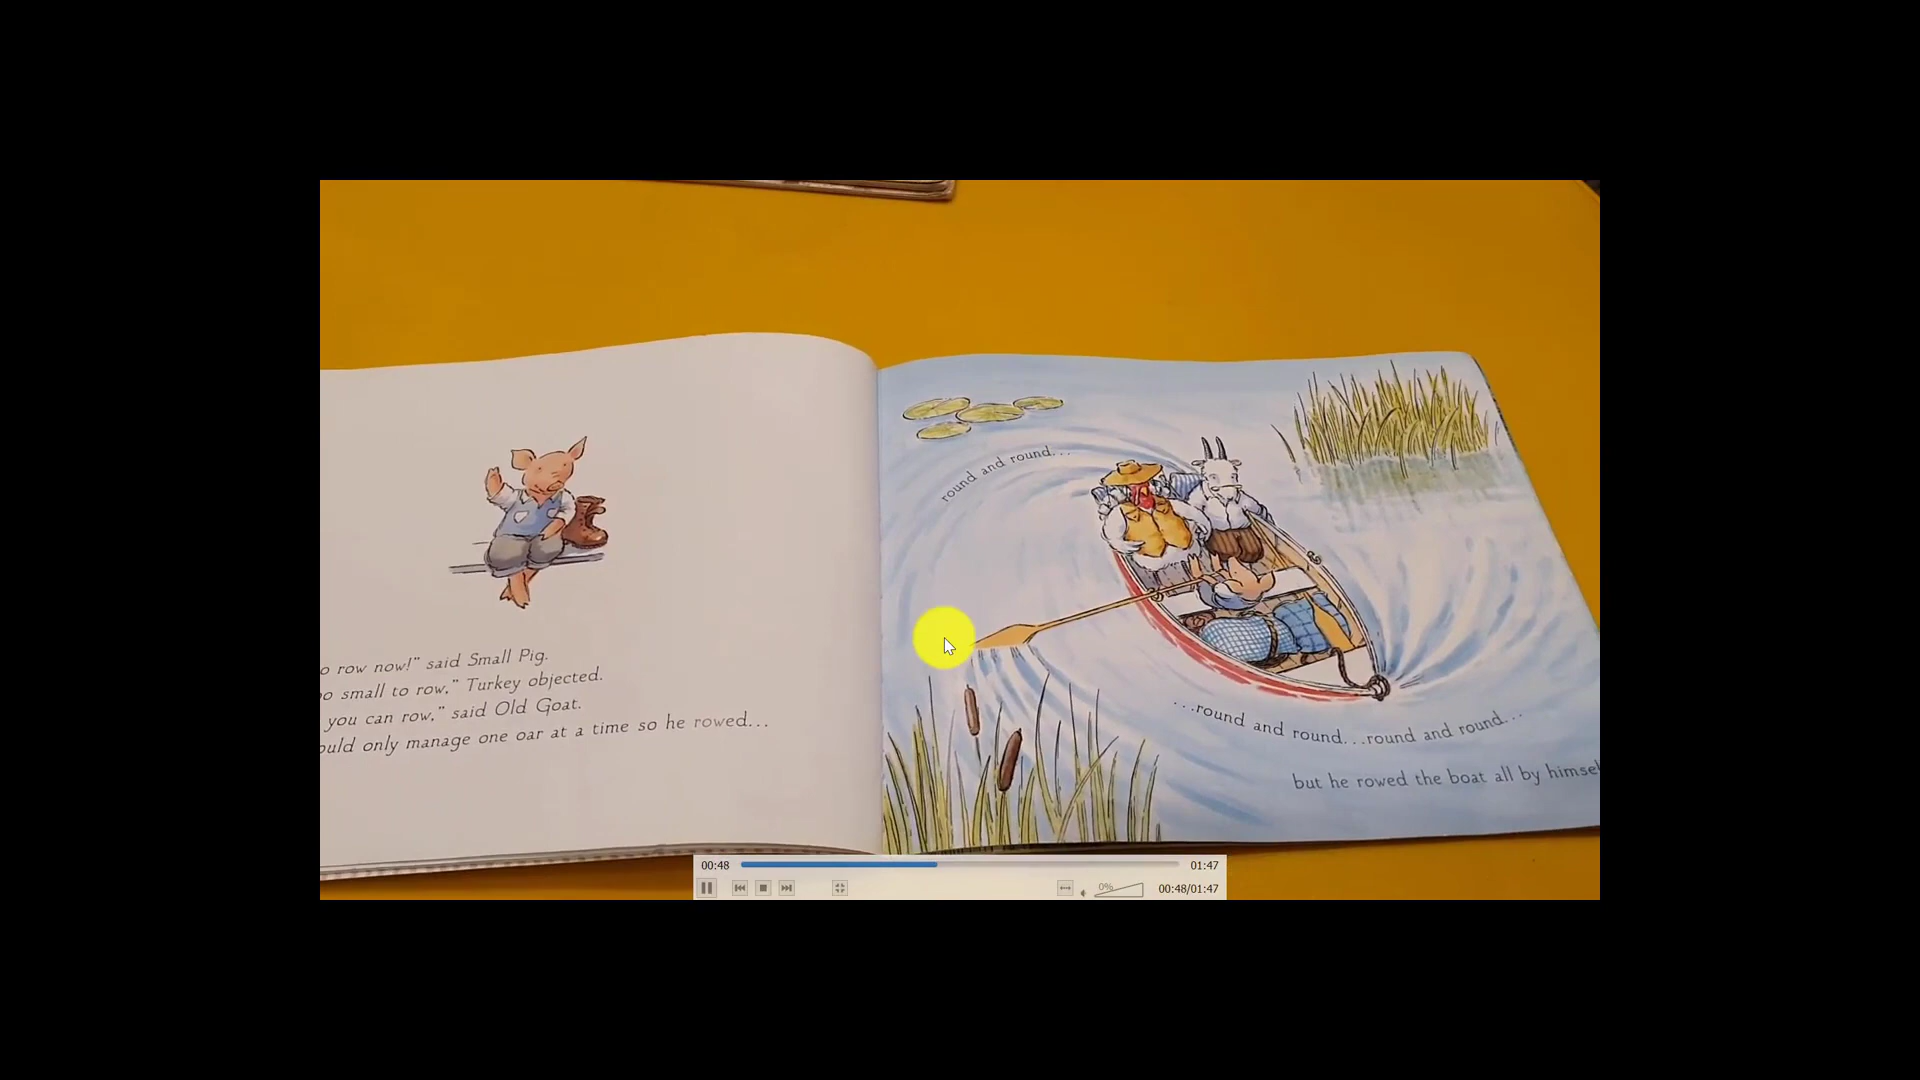 row now!" said Small Pig.
small to row," Turkey objected.
you can row," said Old Goat.
only manage one oar at a time so he rowed...
round and round...
...round and round...round and round...
but he rowed the boat all by
00:48
01:47
0%
00:48/01:47